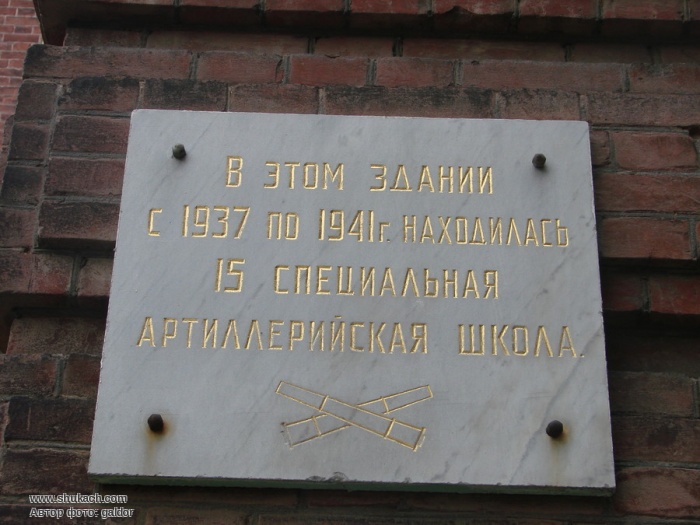 В ЭТОМ ЗДАНИИ
С 1937 ПО 1941г. НАХОДИЛАСЬ
15 СПЕЦИАЛЬНАЯ
АРТИЛЛЕРИЙСКАЯ ШКОЛА.
www.shukach.com
Автор фото: galdor